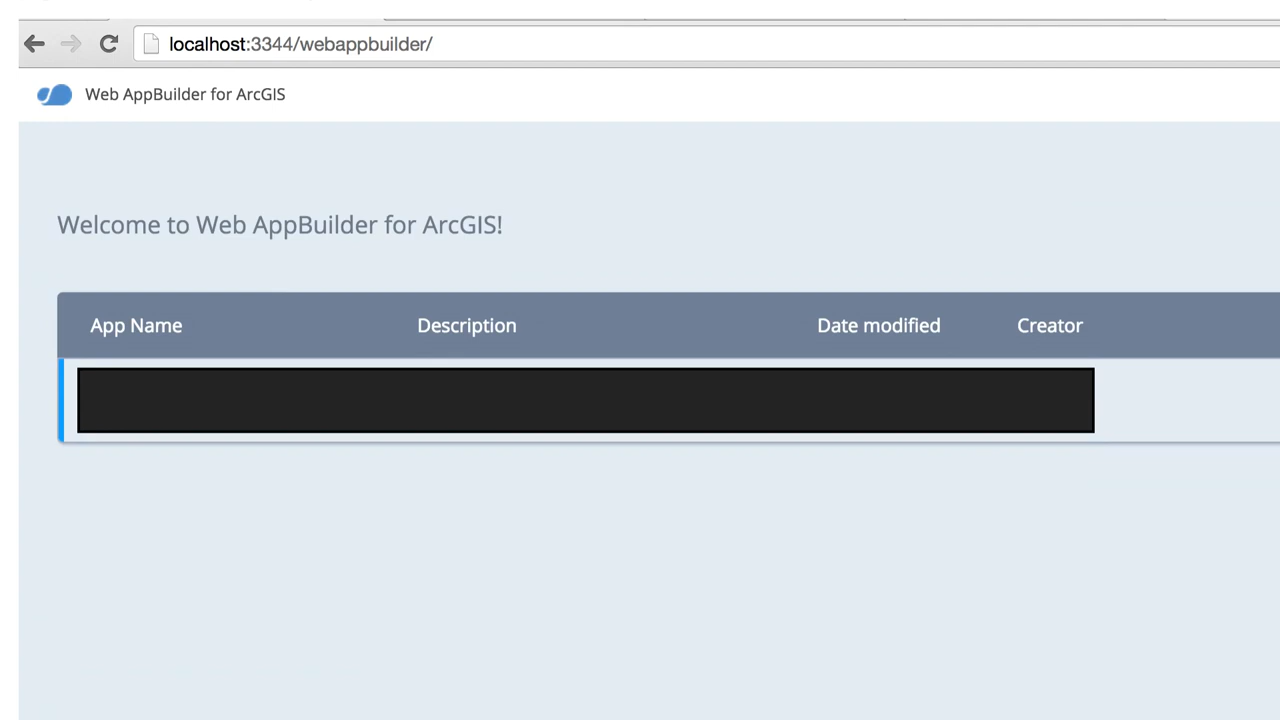 localhost:3344/webappbuilder/
Web AppBuilder for ArcGIS
Welcome to Web AppBuilder for ArcGIS!
App Name Description Date modified Creator